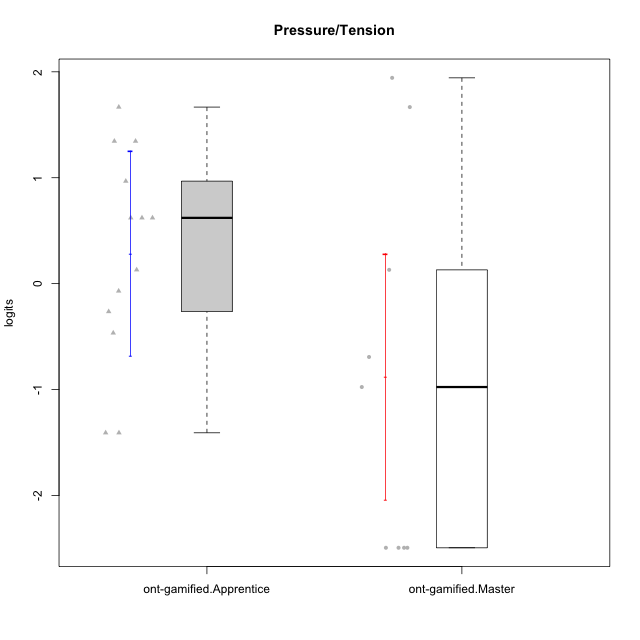 Pressure/Tension
2
1
0
-1
-2
logits
ont-gamified.Apprentice
ont-gamified.Master